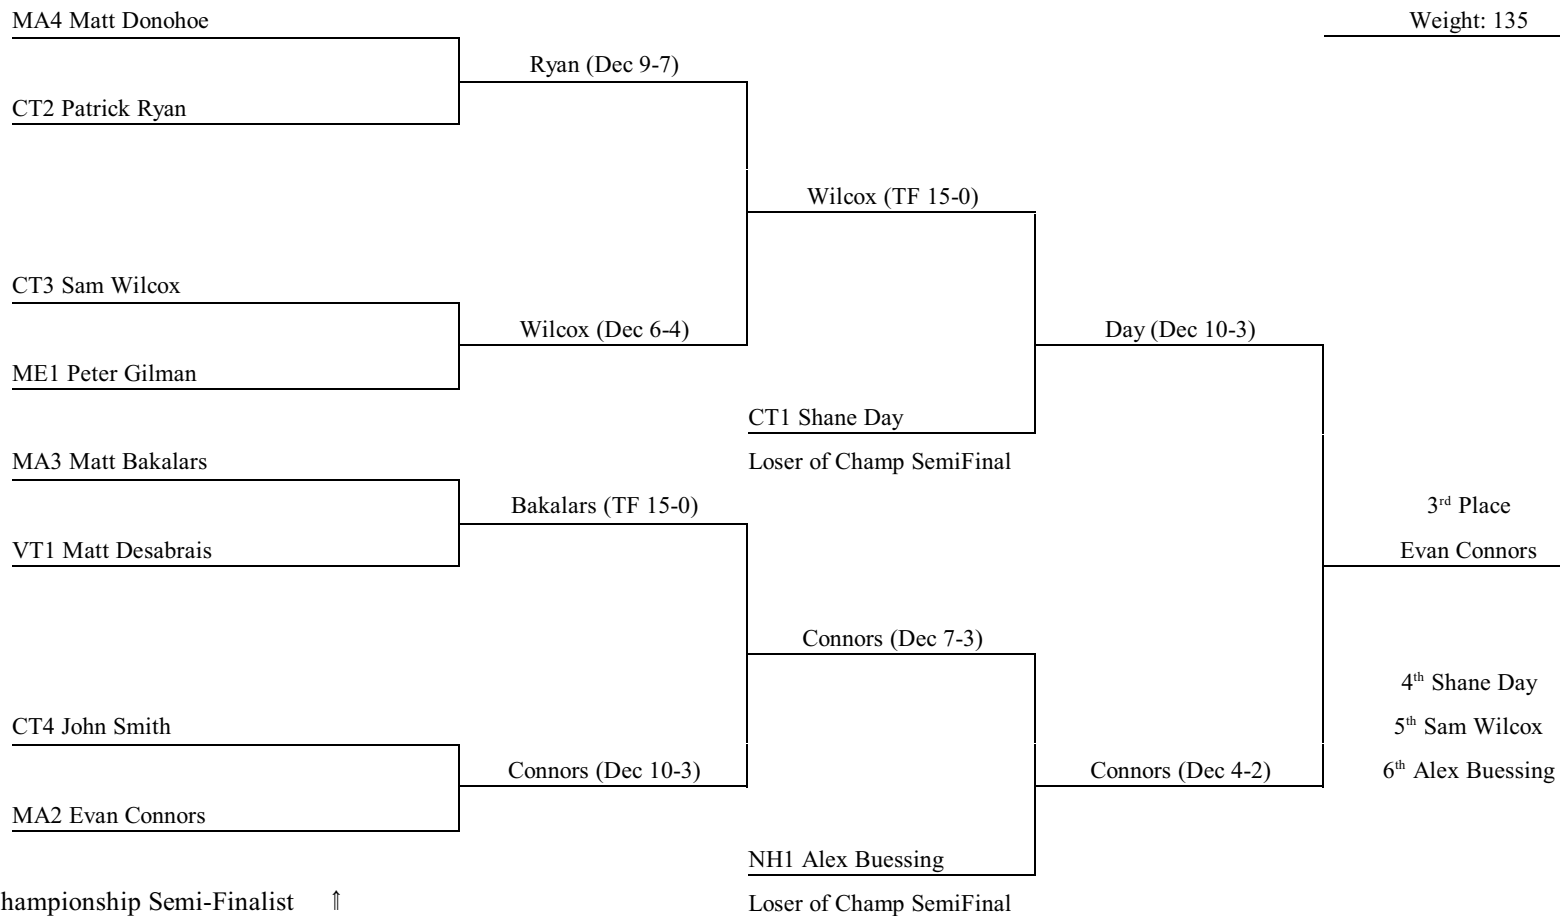 MA4 Matt Donohoe
Weight: 135
Ryan (Dec 9-7)
CT2 Patrick Ryan
Wilcox (TF 15-0)
CT3 Sam Wilcox
Wilcox (Dec 6-4)
Day (Dec 10-3)
ME1 Peter Gilman
CT1 Shane Day
MA3 Matt Bakalars
Loser of Champ SemiFinal
Bakalars (TF 15-0)
3rd Place
VT1 Matt Desabrais
Evan Connors
Connors (Dec 7-3)
4th Shane Day
CT4 John Smith
5th Sam Wilcox
Connors (Dec 10-3)
Connors (Dec 4-2)
6th Alex Buessing
MA2 Evan Connors
NH1 Alex Buessing
hampionship Semi-Finalist ⇑
Loser of Champ SemiFinal